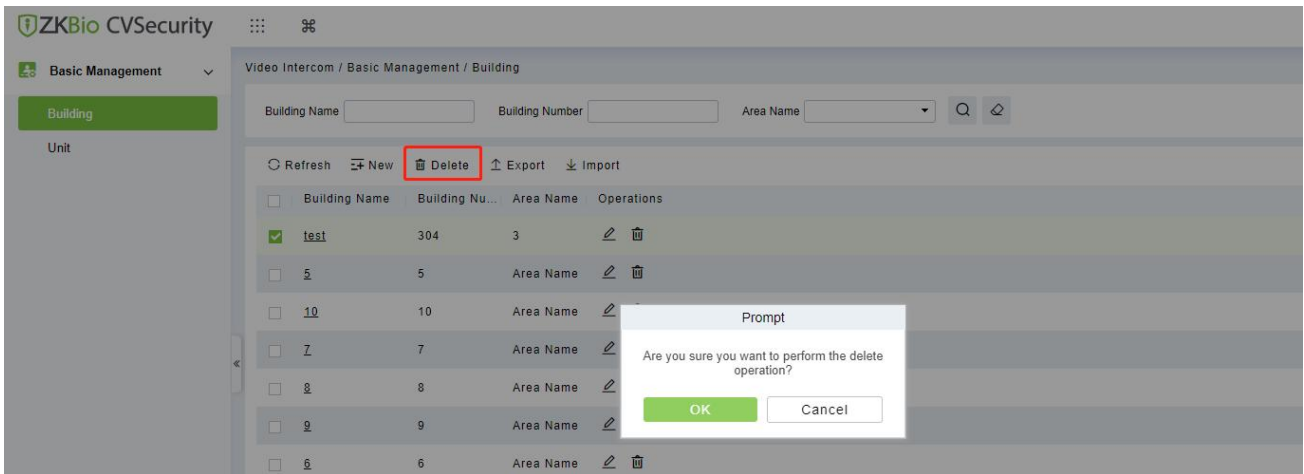 ZKBio CVSecurity
Basic Management
Building
Unit
Video Intercom / Basic Management / Building
Building Name Building Number Area Name
Refresh New Delete Export Import
Building Name Building Nu... Area Name Operations
test 304 3
5 5 Area Name
10 10 Area Name
7 7 Area Name
8 8 Area Name
9 9 Area Name
6 6 Area Name
Prompt
Are you sure you want to perform the delete
operation?
OK Cancel